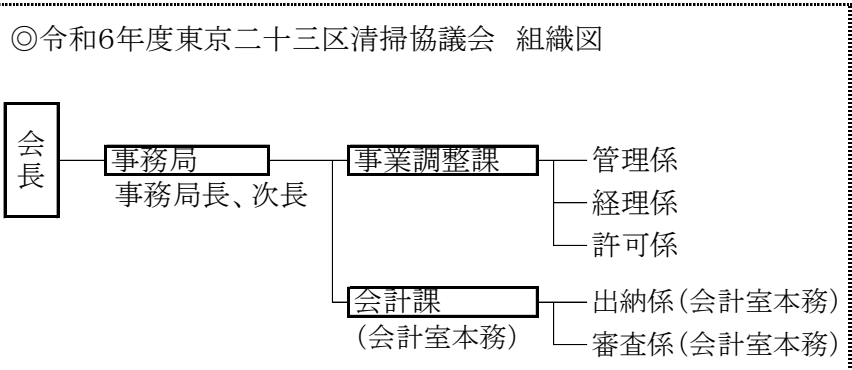 ◎令和6年度東京二十三区清掃協議会 組織図
会長
事務局
事務局長、次長
事業調整課
管理係
経理係
許可係
会計課
(会計室本務)
出納係(会計室本務)
審査係(会計室本務)